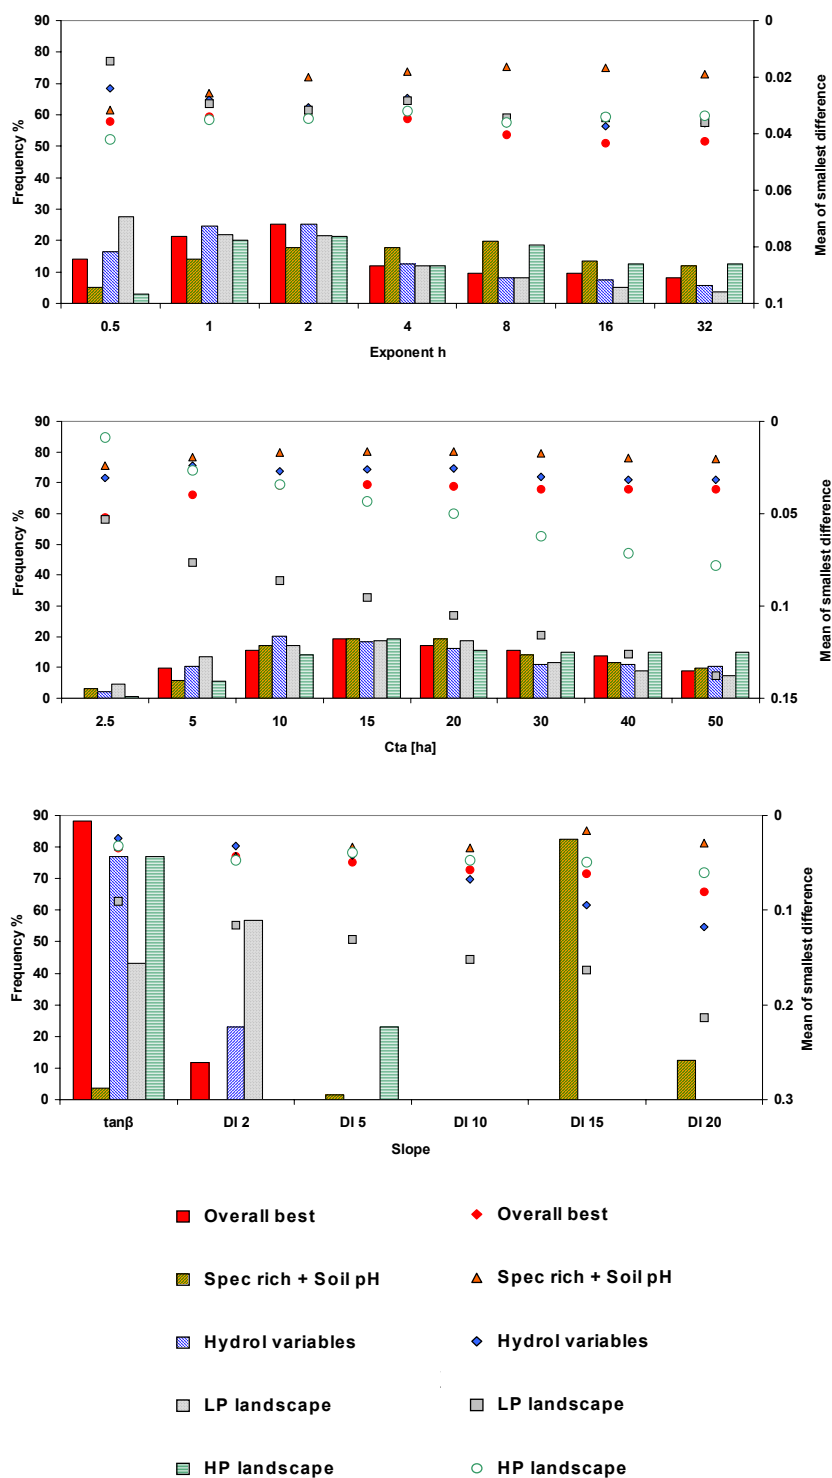 90
80
70
60
50
40
30
20
10
0
Frequency %
0
0.02
0.04
0.06
0.08
0.1
Mean of smallest difference
0.5 1 2 4 8 16 32
Exponent h
90
80
70
60
50
40
30
20
10
0
Frequency %
0
0.05
0.1
0.15
Mean of smallest difference
2.5 5 10 15 20 30 40 50
Cta [ha]
90
80
70
60
50
40
30
20
10
0
Frequency %
0
0.1
0.2
0.3
Mean of smallest difference
tanβ DI 2 DI 5 DI 10 DI 15 DI 20
Slope
Overall best Overall best
Spec rich + Soil pH Spec rich + Soil pH
Hydrol variables Hydrol variables
LP landscape LP landscape
HP landscape HP landscape